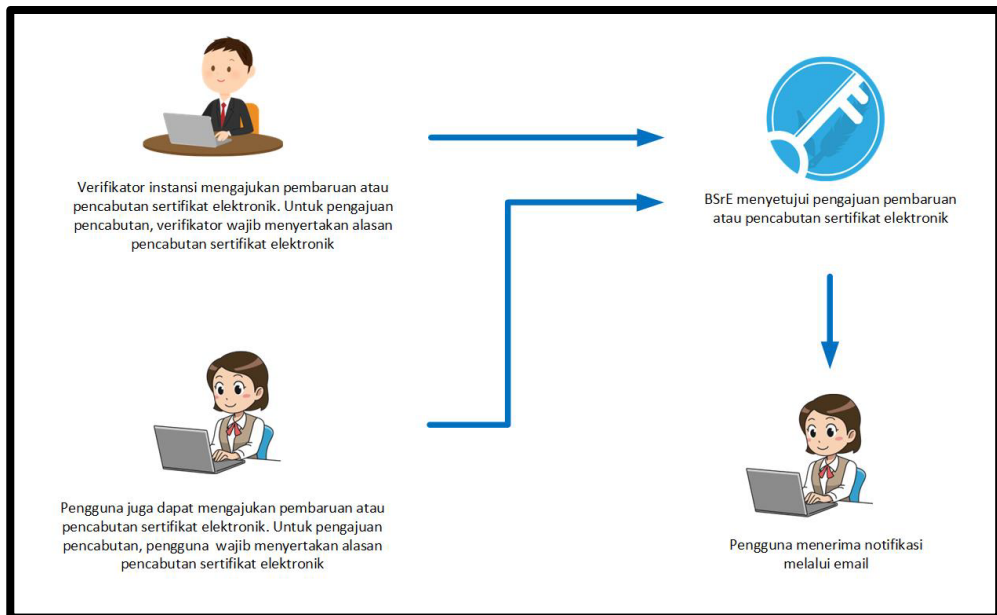 Verifikator instansi mengajukan pembaruan atau
pencabutan sertifikat elektronik. Untuk pengajuan
pencabutan, verifikator wajib menyertakan alasan
pencabutan sertifikat elektronik
BSrE menyetujui pengajuan pembaruan
atau pencabutan sertifikat elektronik
Pengguna juga dapat mengajukan pembaruan atau
pencabutan sertifikat elektronik. Untuk pengajuan
pencabutan, pengguna  wajib menyertakan alasan
pencabutan sertifikat elektronik
Pengguna menerima notifikasi
melalui email